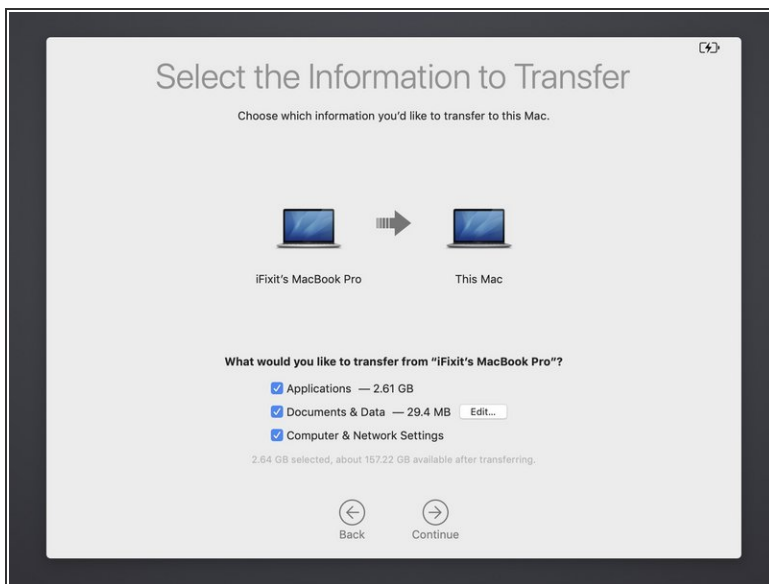 Select the Information to Transfer
Choose which information you'd like to transfer to this Mac.
iFixit's MacBook Pro
This Mac
What would you like to transfer from “iFixit's MacBook Pro”?
Applications — 2.61 GB
Documents & Data — 29.4 MB Edit...
Computer & Network Settings
2.64 GB selected, about 157.22 GB available after transferring.
Back
Continue